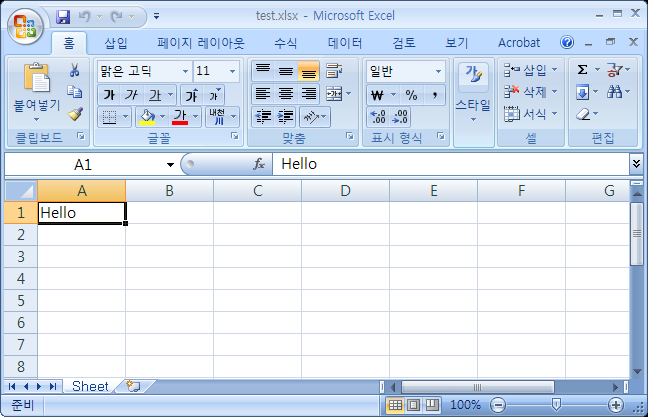 test.xlsx - Microsoft Excel
홈 삽입 페이지 레이아웃 수식 데이터 검토 보기 Acrobat
맑은 고딕 11 일반 삽입
붙여넣기 가 가 가 가 가 ₩ % , 스타일 삭제
가 내천 서식
클립보드 글꼴 맞춤 표시 형식 셀 편집
A1 fx Hello
A B C D E F G
1 Hello
2
3
4
5
6
7
8
Sheet
준비 100%